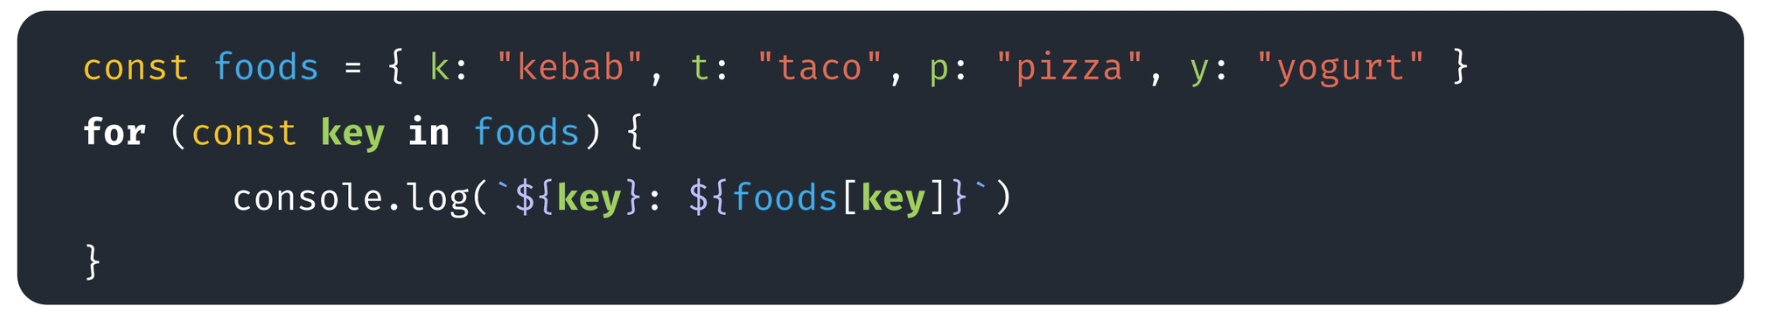 const foods = { k: "kebab", t: "taco", p: "pizza", y: "yogurt" }
for (const key in foods) {
console.log(`${key}: ${foods[key]}`)
}